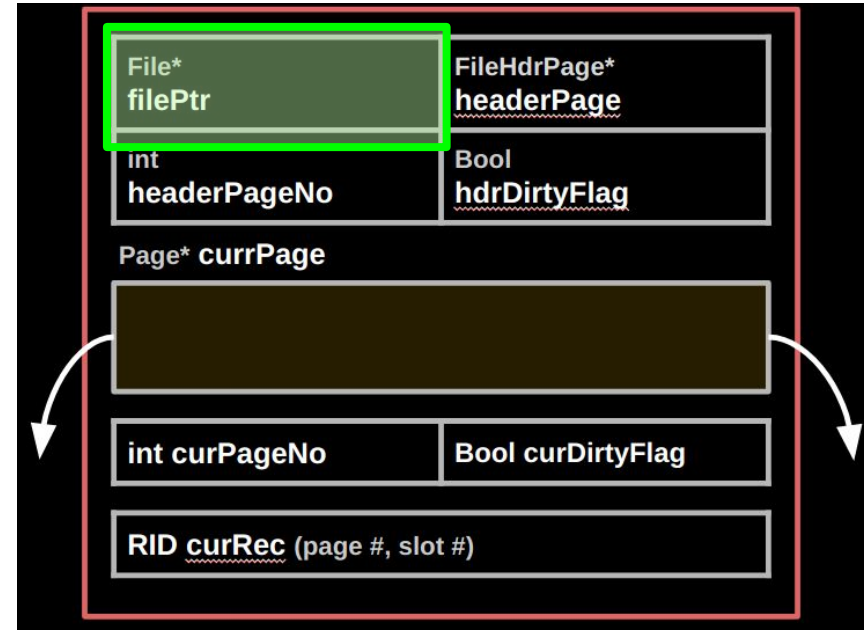 File*
filePtr
FileHdrPage*
headerPage
int
headerPageNo
Bool
hdrDirtyFlag
Page* currPage
int curPageNo
Bool curDirtyFlag
RID curRec (page #, slot #)